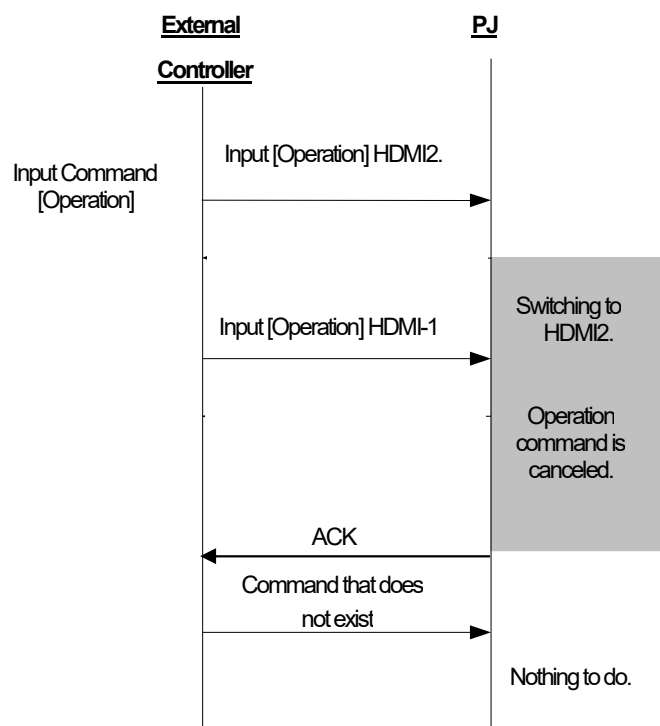 External
Controller
PJ
Input Command
[Operation]
Input [Operation] HDMI2.
Input [Operation] HDMI-1
Switching to
HDMI2.
Operation
command is
canceled.
ACK
Command that does
not exist
Nothing to do.